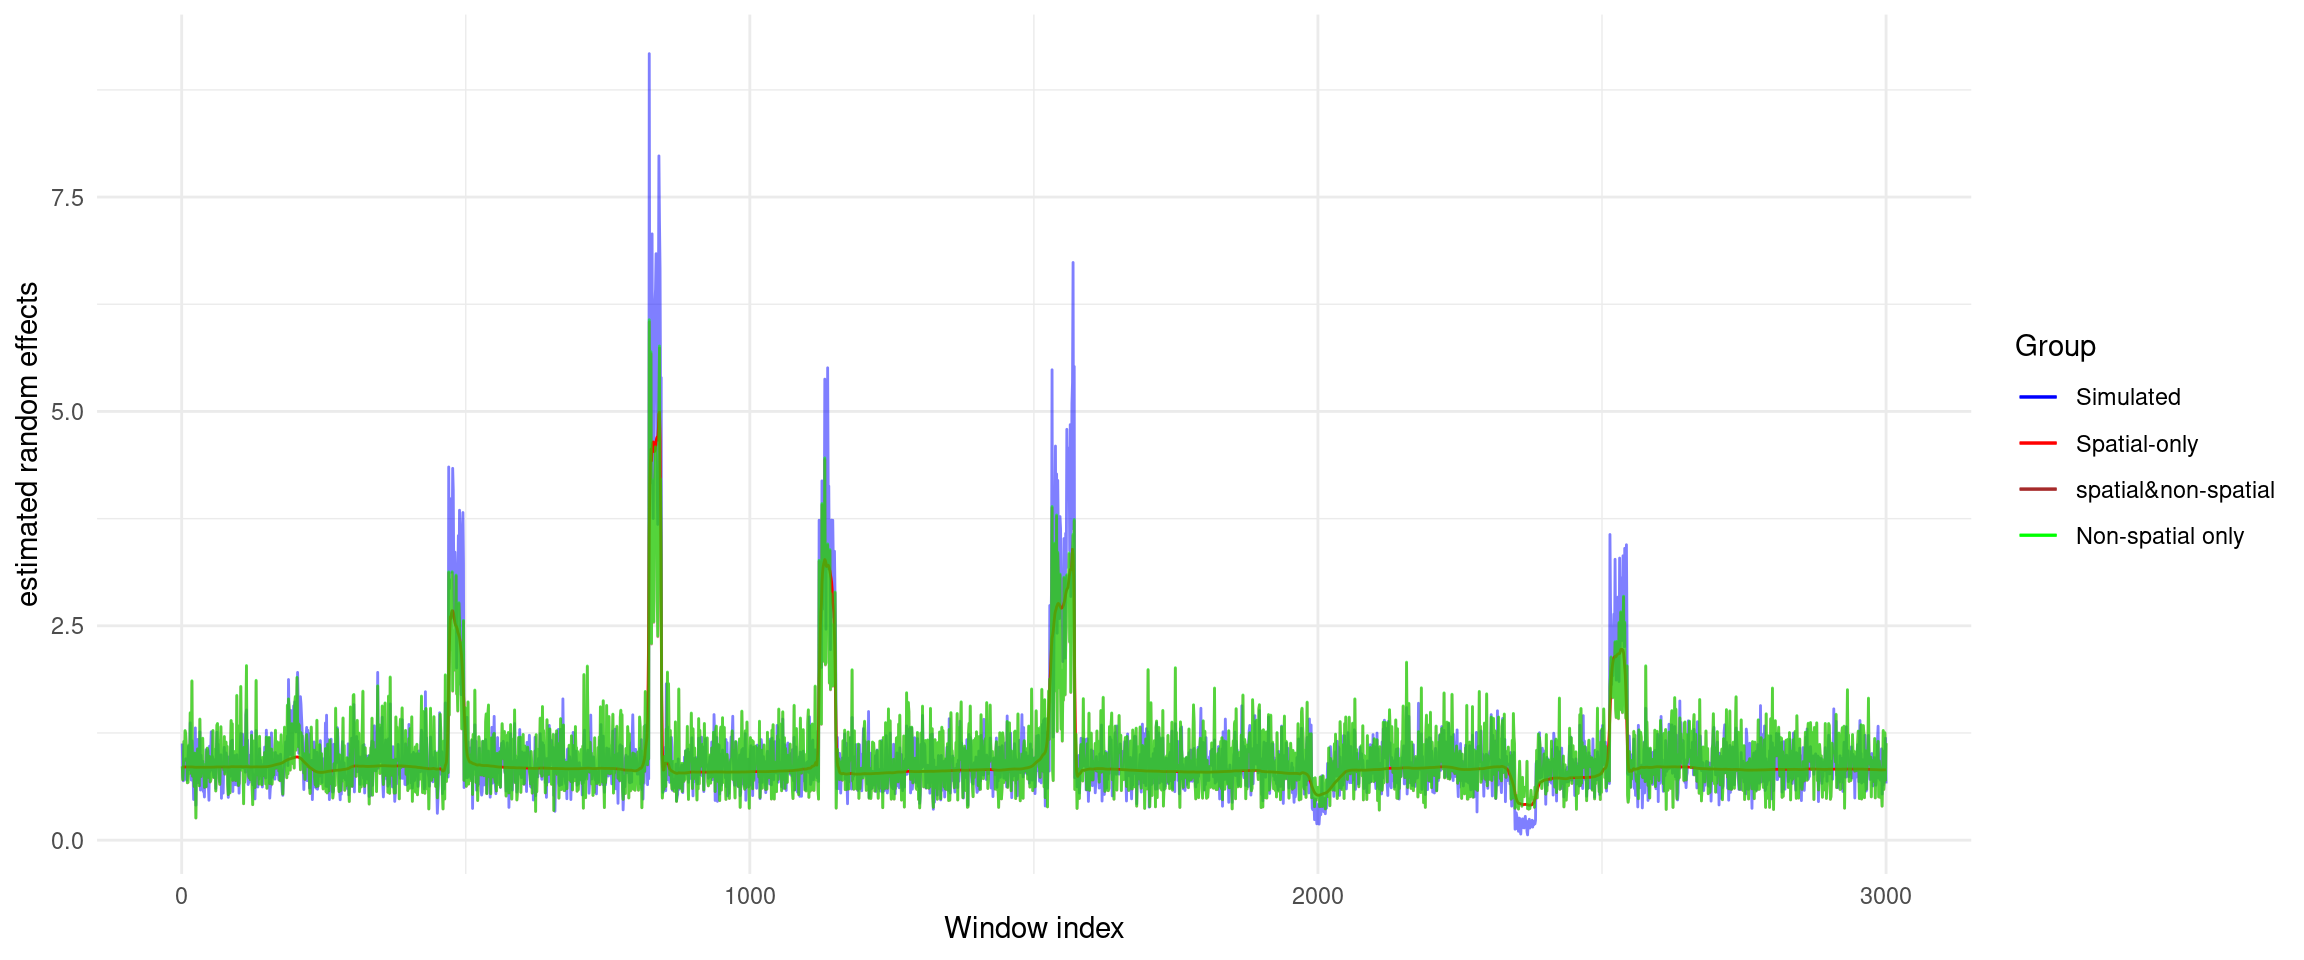 estimated random effects
7.5
5.0
2.5
0.0
0
1000
2000
3000
Window index
Group
Simulated
Spatial-only
spatial&non-spatial
Non-spatial only